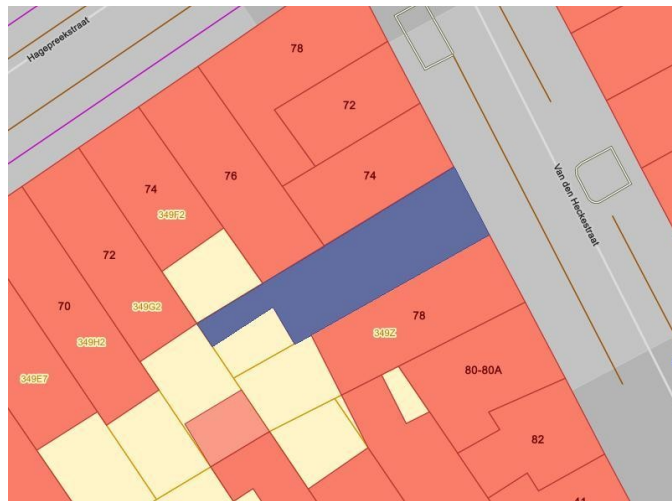 Hagepreekstraat
78
72
74
76
74
349F2
72
349G2
70
349H2
349E7
Van den Heckestraat
78
349Z
80-80A
82